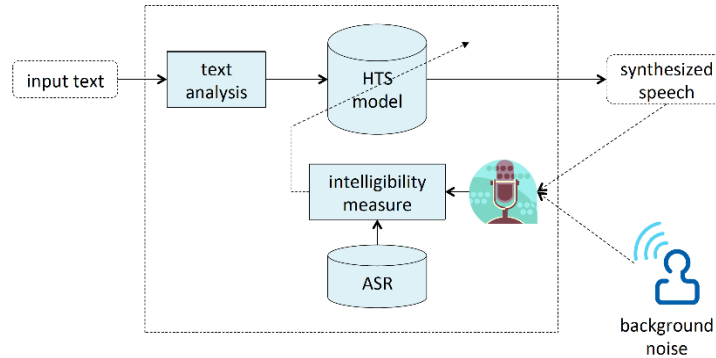 input text
text
analysis
HTS
model
synthesized
speech
intelligibility
measure
ASR
background
noise